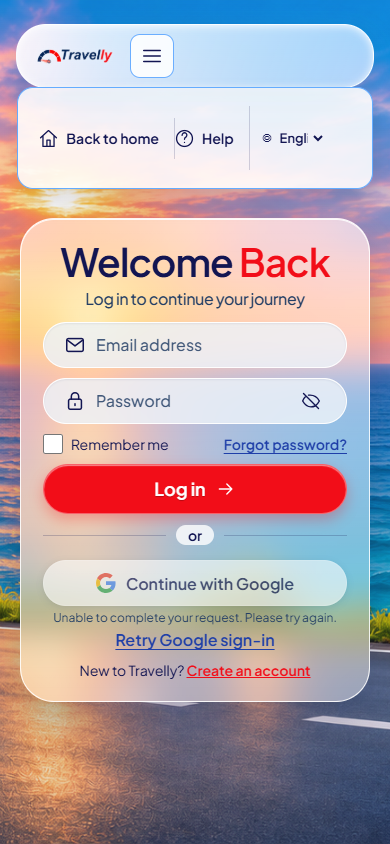 Travelly
Back to home
Help
Engl
Welcome Back
Log in to continue your journey
Email address
Password
Remember me
Forgot password?
Log in
or
Continue with Google
Unable to complete your request. Please try again.
Retry Google sign-in
New to Travelly? Create an account